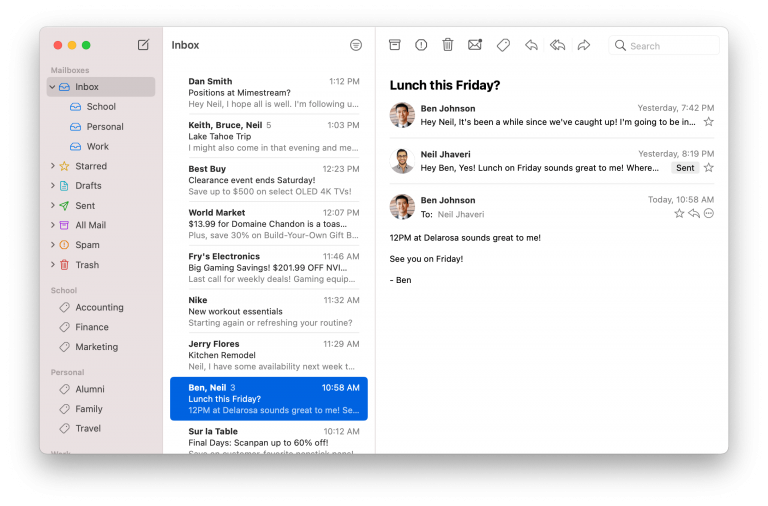 Mailboxes
Inbox
School
Personal
Work
Starred
Drafts
Sent
All Mail
Spam
Trash
School
Accounting
Finance
Marketing
Personal
Alumni
Family
Travel
Work
Inbox
Dan Smith 1:12 PM
Positions at Mimestream?
Hey Neil, I hope all is well. I'm following u...
Keith, Bruce, Neil 5 1:03 PM
Lake Tahoe Trip
I might also come in that evening and me...
Best Buy 12:23 PM
Clearance event ends Saturday!
Save up to $500 on select OLED 4K TVs!
World Market 12:07 PM
$13.99 for Domaine Chandon is a toas...
Plus, save 30% on Build-Your-Own Gift B...
Fry's Electronics 11:46 AM
Big Gaming Savings! $201.99 OFF NVI...
Last call for weekly deals! Gaming equip...
Nike 11:32 AM
New workout essentials
Starting again or refreshing your routine?
Jerry Flores 11:29 AM
Kitchen Remodel
Neil, I have some availability next week t...
Ben, Neil 3 10:58 AM
Lunch this Friday?
12PM at Delarosa sounds great to me! Se...
Sur la Table 10:12 AM
Final Days: Scanpan up to 60% off!
Save on customer-favorite nonstick pans!
Search
Lunch this Friday?
Ben Johnson Yesterday, 7:42 PM
Hey Neil, It's been a while since we've caught up! I'm going to be in...
Neil Jhaveri Yesterday, 8:19 PM
Hey Ben, Yes! Lunch on Friday sounds great to me! Where... Sent
Ben Johnson Today, 10:58 AM
To: Neil Jhaveri
12PM at Delarosa sounds great to me!
See you on Friday!
- Ben